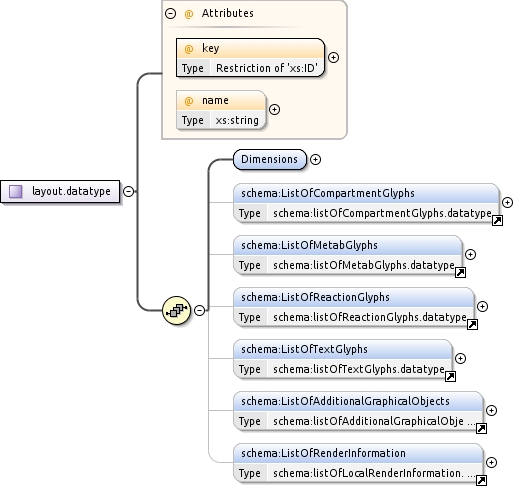 @ Attributes
@ key
Type Restriction of 'xs:ID'
@ name
Type xs:string
layout.datatype
Dimensions
schema:ListOfCompartmentGlyphs
Type schema:listOfCompartmentGlyphs.datatype
schema:ListOfMetabGlyphs
Type schema:listOfMetabGlyphs.datatype
schema:ListOfReactionGlyphs
Type schema:listOfReactionGlyphs.datatype
schema:ListOfTextGlyphs
Type schema:listOfTextGlyphs.datatype
schema:ListOfAdditionalGraphicalObjects
Type schema:listOfAdditionalGraphicalObje ...
schema:ListOfRenderInformation
Type schema:listOfLocalRenderInformation. ...